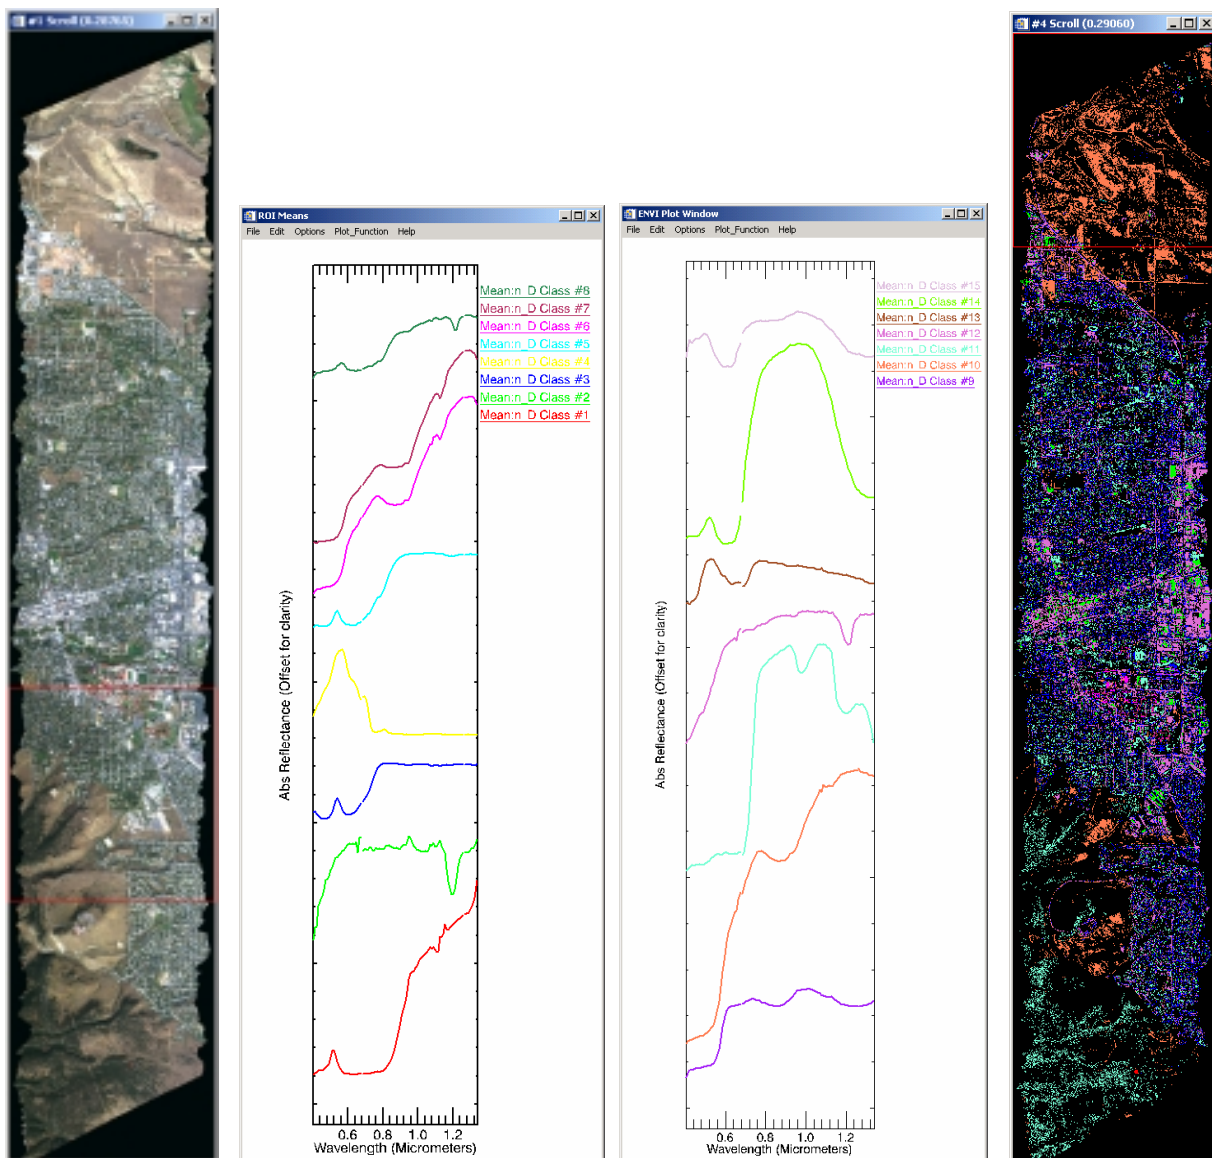 #3 Scroll (0.28768)
#4 Scroll (0.29060)
ROI Means
File Edit Options Plot_Function Help
Mean:n_D Class #8
Mean:n_D Class #7
Mean:n_D Class #6
Mean:n_D Class #5
Mean:n_D Class #4
Mean:n_D Class #3
Mean:n_D Class #2
Mean:n_D Class #1
Abs Reflectance (Offset for clarity)
0.6 0.8 1.0 1.2
Wavelength (Micrometers)
ENVI Plot Window
File Edit Options Plot_Function Help
Mean:n_D Class #15
Mean:n_D Class #14
Mean:n_D Class #13
Mean:n_D Class #12
Mean:n_D Class #11
Mean:n_D Class #10
Mean:n_D Class #9
Abs Reflectance (Offset for clarity)
0.6 0.8 1.0 1.2
Wavelength (Micrometers)